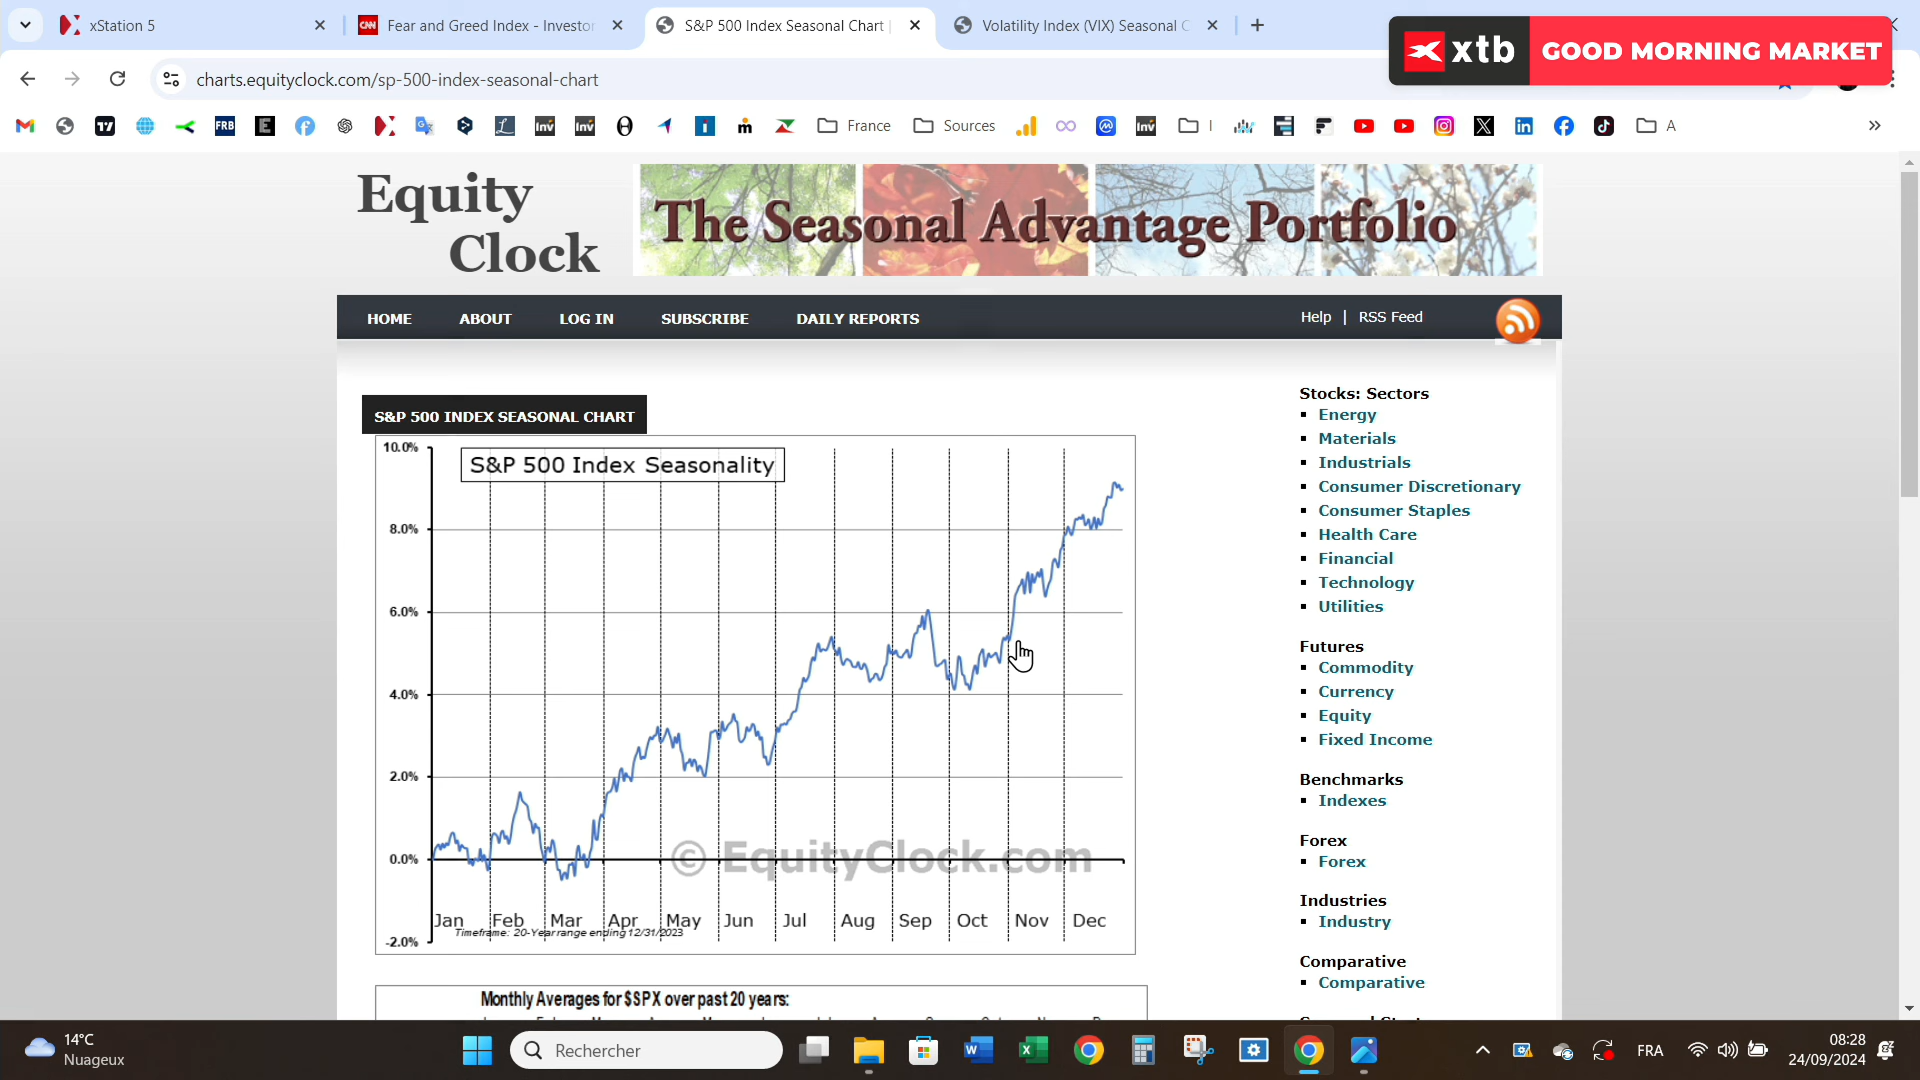 xStation 5
Fear and Greed Index - Investor
S&P 500 Index Seasonal Chart |
Volatility Index (VIX) Seasonal C
xtb GOOD MORNING MARKET
charts.equityclock.com/sp-500-index-seasonal-chart
France
Sources
I
A
Equity
Clock
The Seasonal Advantage Portfolio
HOME ABOUT LOG IN SUBSCRIBE DAILY REPORTS Help | RSS Feed
S&P 500 INDEX SEASONAL CHART
S&P 500 Index Seasonality
10.0%
8.0%
6.0%
4.0%
2.0%
0.0%
-2.0%
© EquityClock.com
Jan Feb Mar Apr May Jun Jul Aug Sep Oct Nov Dec
Timeframe: 20-Year range ending 12/31/2023
Monthly Averages for $SPX over past 20 years:
Stocks: Sectors
Energy
Materials
Industrials
Consumer Discretionary
Consumer Staples
Health Care
Financial
Technology
Utilities
Futures
Commodity
Currency
Equity
Fixed Income
Benchmarks
Indexes
Forex
Forex
Industries
Industry
Comparative
Comparative
14°C
Nuageux
Rechercher
FRA
08:28
24/09/2024